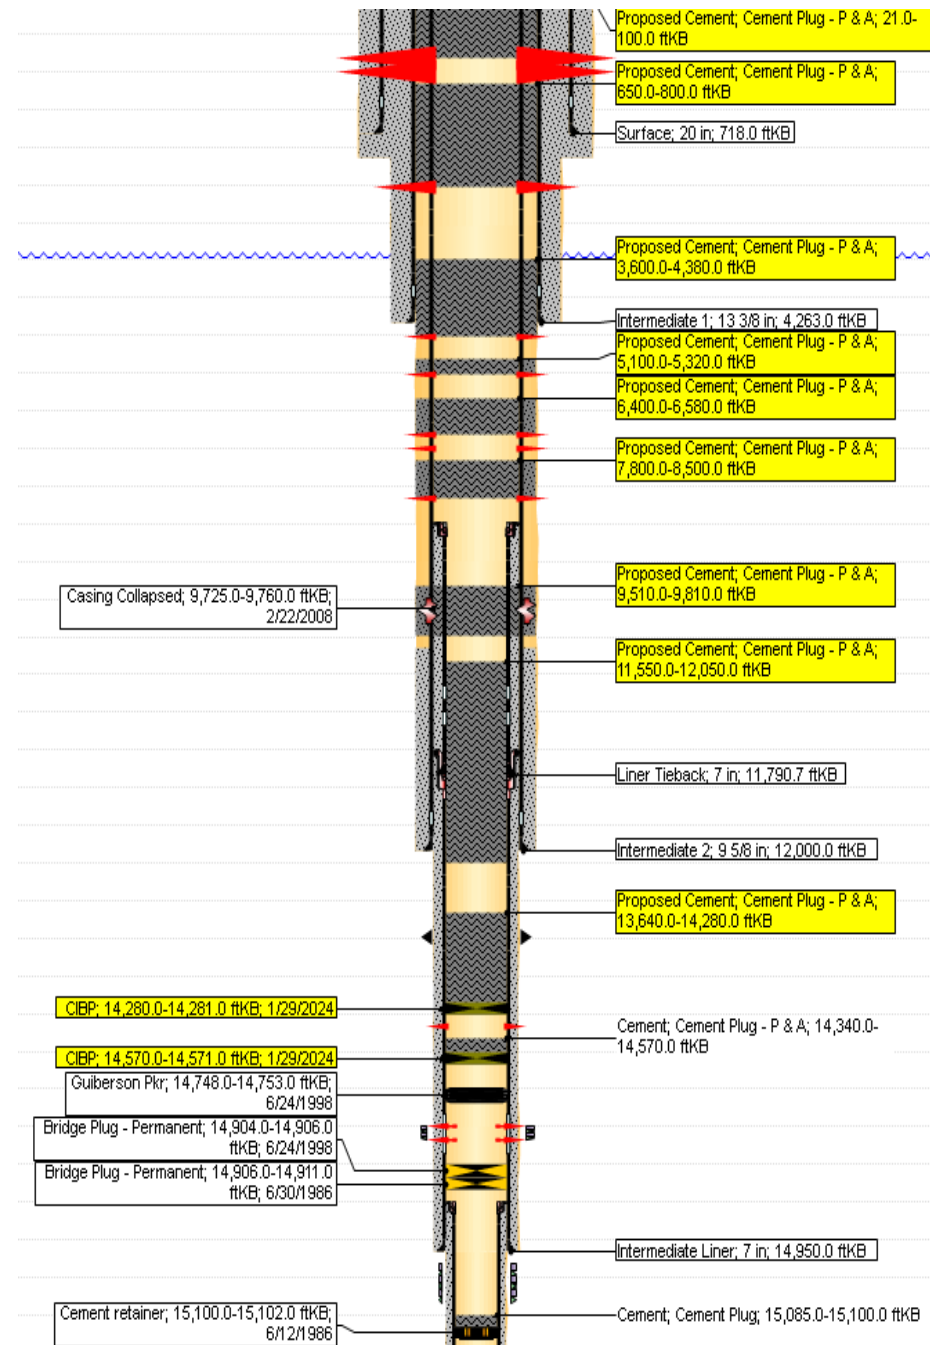 Proposed Cement; Cement Plug - P & A; 21.0-
100.0 ftKB
Proposed Cement; Cement Plug - P & A;
650.0-800.0 ftKB
Surface; 20 in; 718.0 ftKB
Proposed Cement; Cement Plug - P & A;
3,600.0-4,380.0 ftKB
Intermediate 1; 13 3/8 in; 4,263.0 ftKB
Proposed Cement; Cement Plug - P & A;
5,100.0-5,320.0 ftKB
Proposed Cement; Cement Plug - P & A;
6,400.0-6,580.0 ftKB
Proposed Cement; Cement Plug - P & A;
7,800.0-8,500.0 ftKB
Proposed Cement; Cement Plug - P & A;
9,510.0-9,810.0 ftKB
Casing Collapsed; 9,725.0-9,760.0 ftKB;
2/22/2008
Proposed Cement; Cement Plug - P & A;
11,550.0-12,050.0 ftKB
Liner Tieback; 7 in; 11,790.7 ftKB
Intermediate 2; 9 5/8 in; 12,000.0 ftKB
Proposed Cement; Cement Plug - P & A;
13,640.0-14,280.0 ftKB
CIBP; 14,280.0-14,281.0 ftKB; 1/29/2024
Cement; Cement Plug - P & A; 14,340.0-
14,570.0 ftKB
CIBP; 14,570.0-14,571.0 ftKB; 1/29/2024
Guiberson Pkr; 14,748.0-14,753.0 ftKB;
6/24/1998
Bridge Plug - Permanent; 14,904.0-14,906.0
ftKB; 6/24/1998
Bridge Plug - Permanent; 14,906.0-14,911.0
ftKB; 6/30/1986
Intermediate Liner; 7 in; 14,950.0 ftKB
Cement retainer; 15,100.0-15,102.0 ftKB;
6/12/1986
Cement; Cement Plug; 15,085.0-15,100.0 ftKB